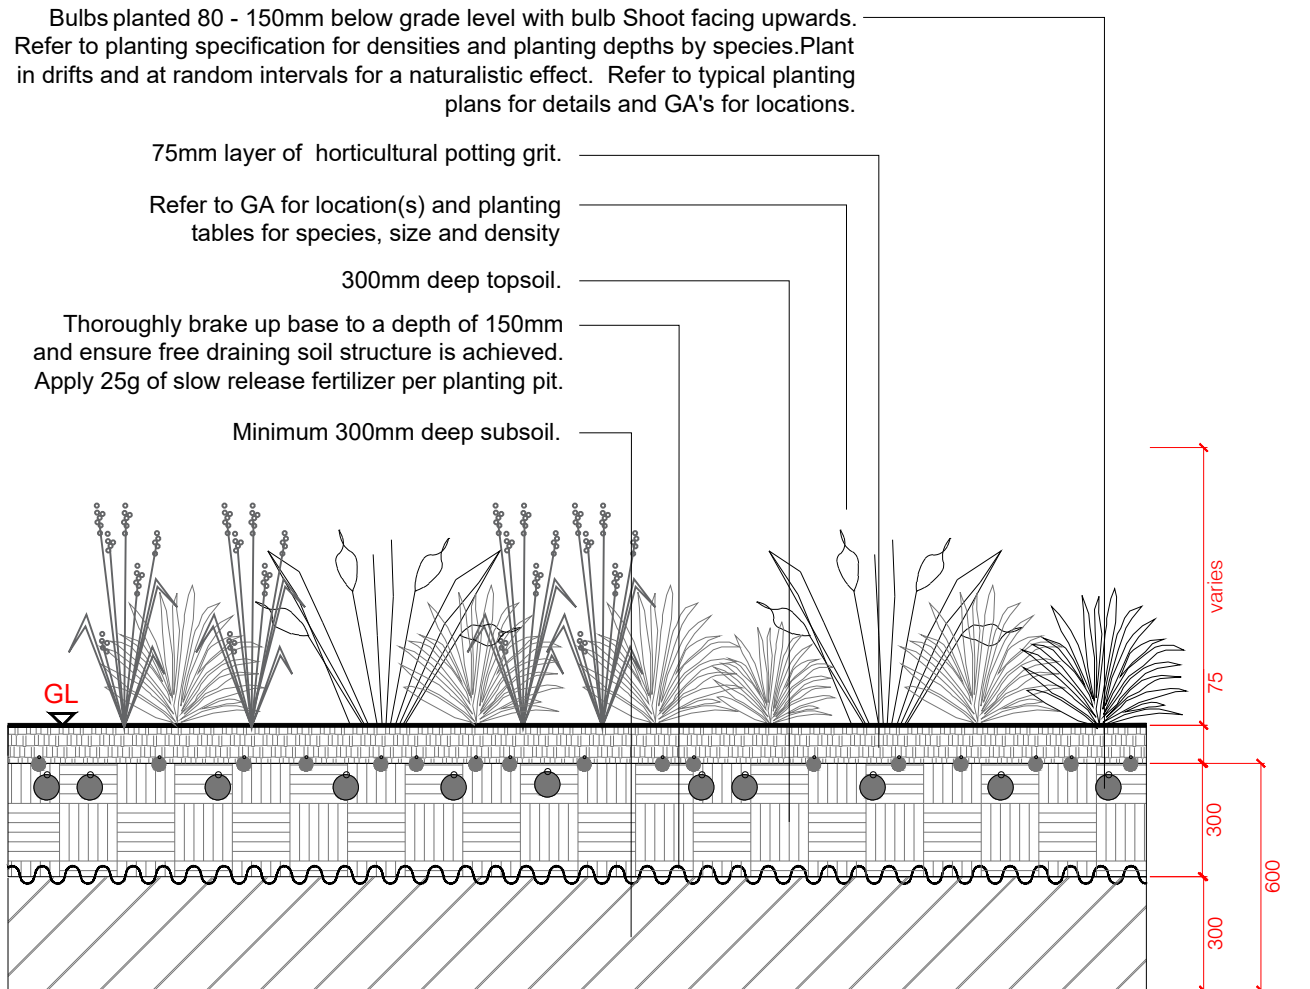 Bulbs planted 80 - 150mm below grade level with bulb Shoot facing upwards.
Refer to planting specification for densities and planting depths by species.Plant
in drifts and at random intervals for a naturalistic effect.  Refer to typical planting
plans for details and GA's for locations.
75mm layer of  horticultural potting grit.
Refer to GA for location(s) and planting
tables for species, size and density
300mm deep topsoil.
Thoroughly brake up base to a depth of 150mm
and ensure free draining soil structure is achieved.
Apply 25g of slow release fertilizer per planting pit.
Minimum 300mm deep subsoil.
varies
75
GL
300
600
300